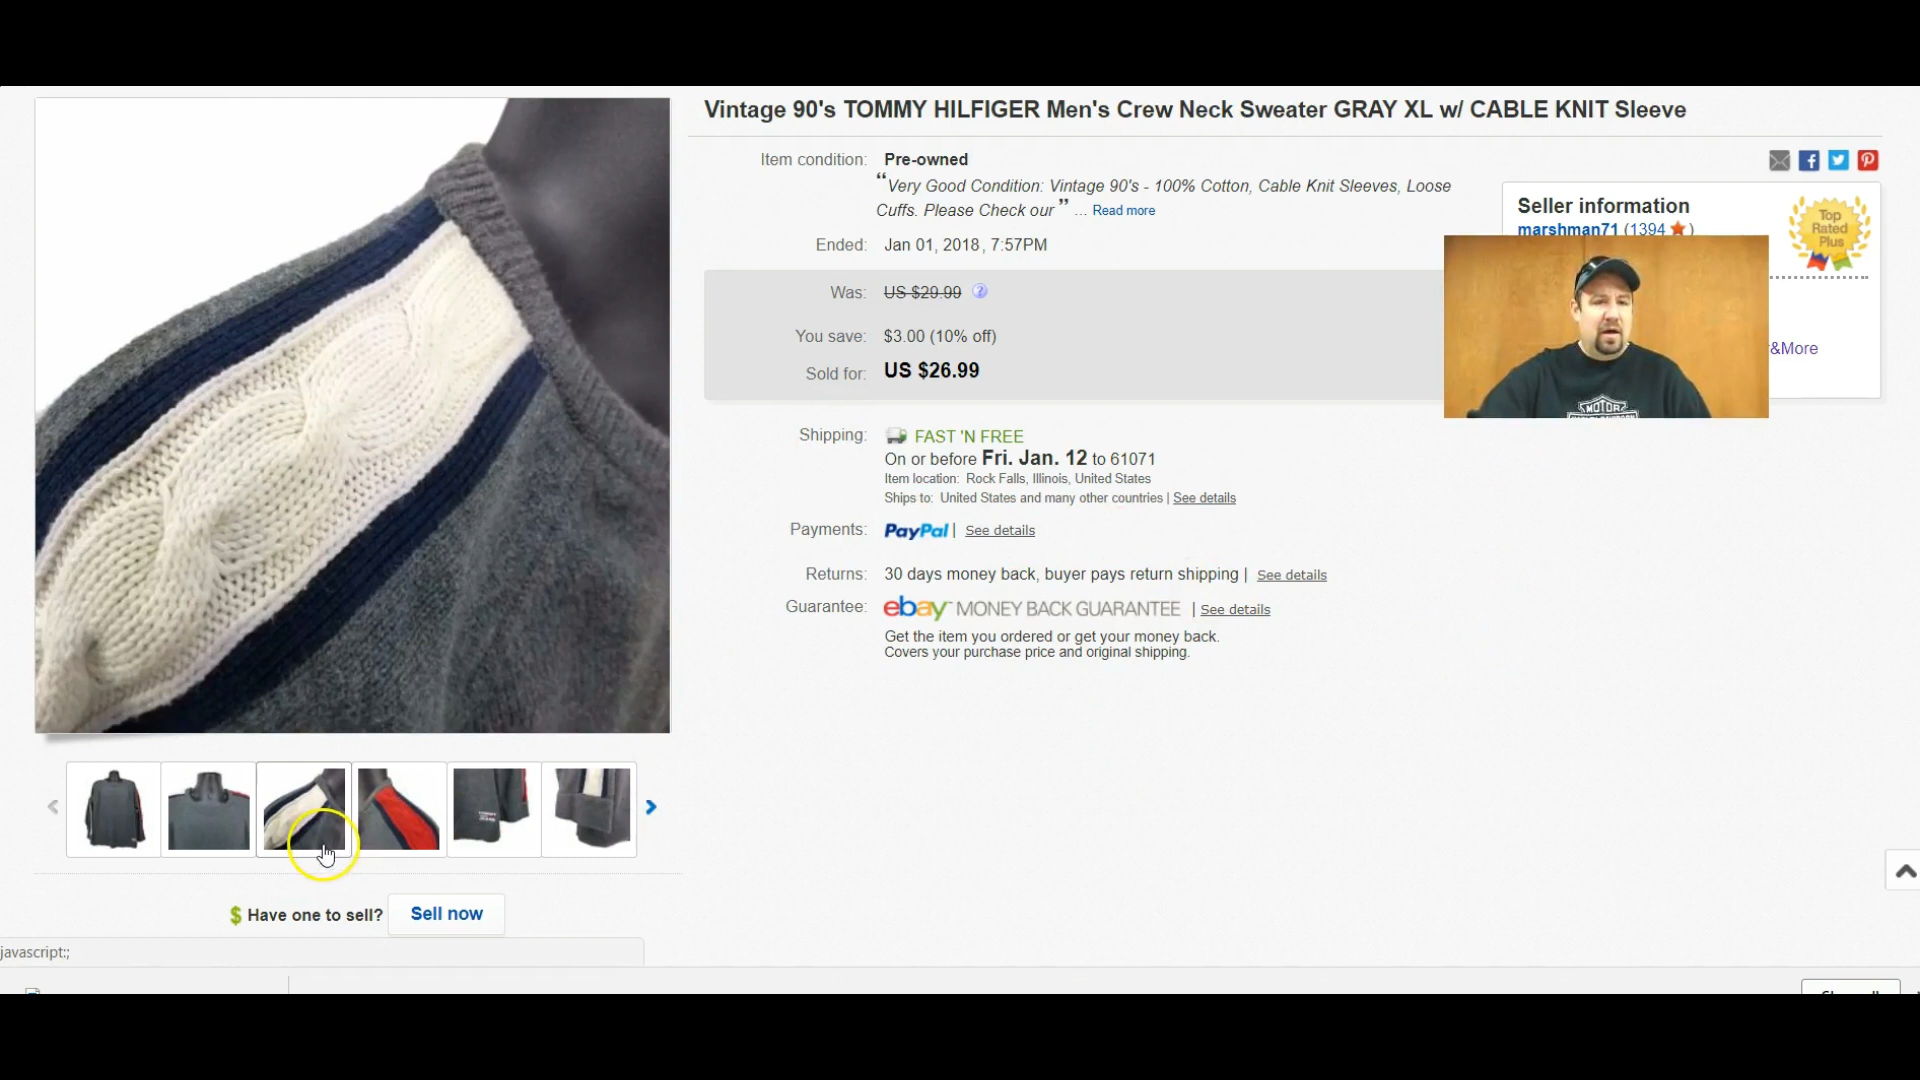 Vintage 90's TOMMY HILFIGER Men's Crew Neck Sweater GRAY XL w/ CABLE KNIT Sleeve
Item condition: Pre-owned
“Very Good Condition: Vintage 90's - 100% Cotton, Cable Knit Sleeves, Loose
Cuffs. Please Check our ” ... Read more
Ended: Jan 01, 2018 , 7:57PM
Was: US $29.99
You save: $3.00 (10% off)
Sold for: US $26.99
Seller information
marshman71 (1394 )
Top
Rated
Plus
&More
MOTOR
Shipping: FAST 'N FREE
On or before Fri. Jan. 12 to 61071
Item location: Rock Falls, Illinois, United States
Ships to: United States and many other countries | See details
Payments: PayPal | See details
Returns: 30 days money back, buyer pays return shipping | See details
Guarantee: ebay MONEY BACK GUARANTEE | See details
Get the item you ordered or get your money back.
Covers your purchase price and original shipping.
$ Have one to sell? Sell now
javascript:;